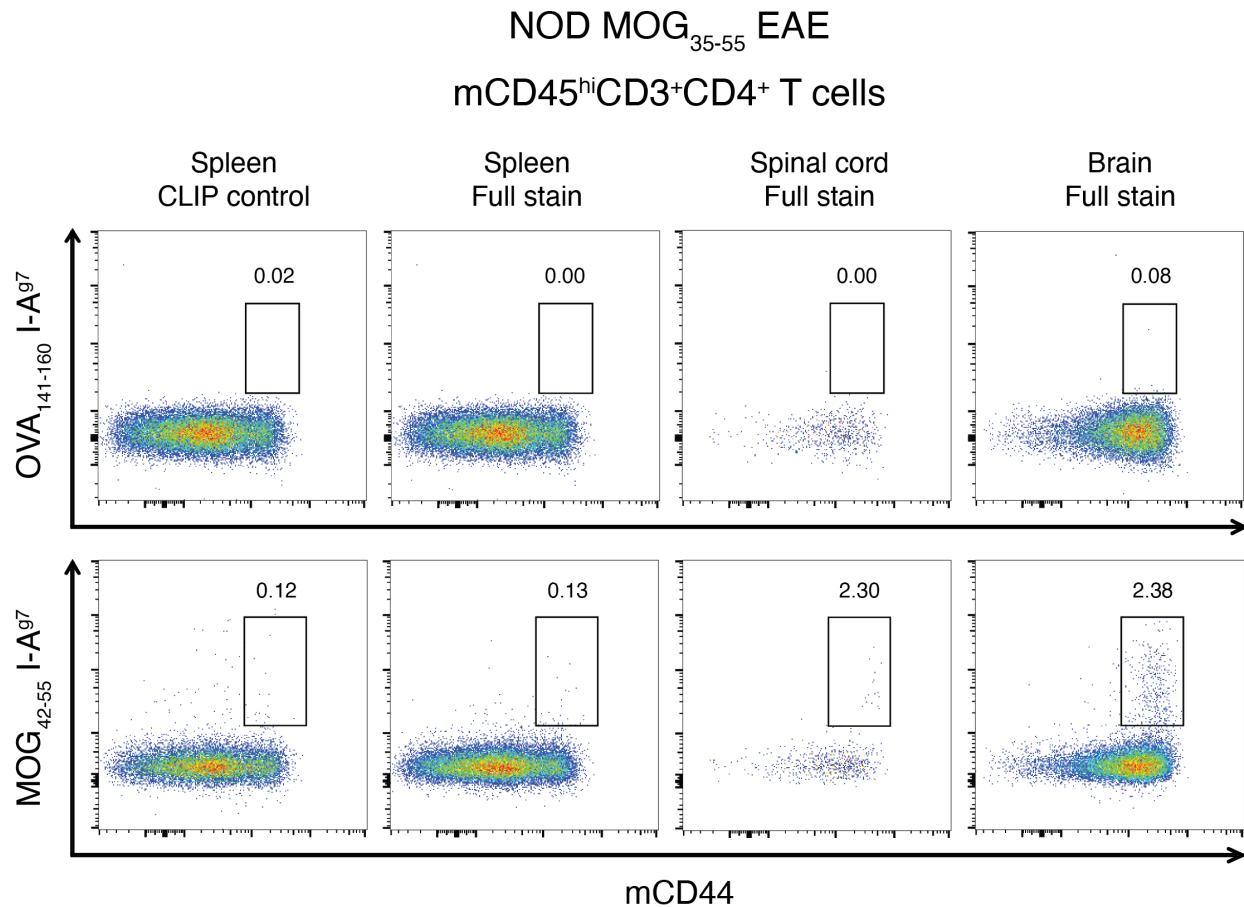 NOD MOG35-55 EAE
mCD45hiCD3+CD4+ T cells
Spleen
CLIP control
Spleen
Full stain
Spinal cord
Full stain
Brain
Full stain
OVA141-160 I-Ag7
0.02
0.00
0.00
0.08
MOG42-55 I-Ag7
0.12
0.13
2.30
2.38
mCD44